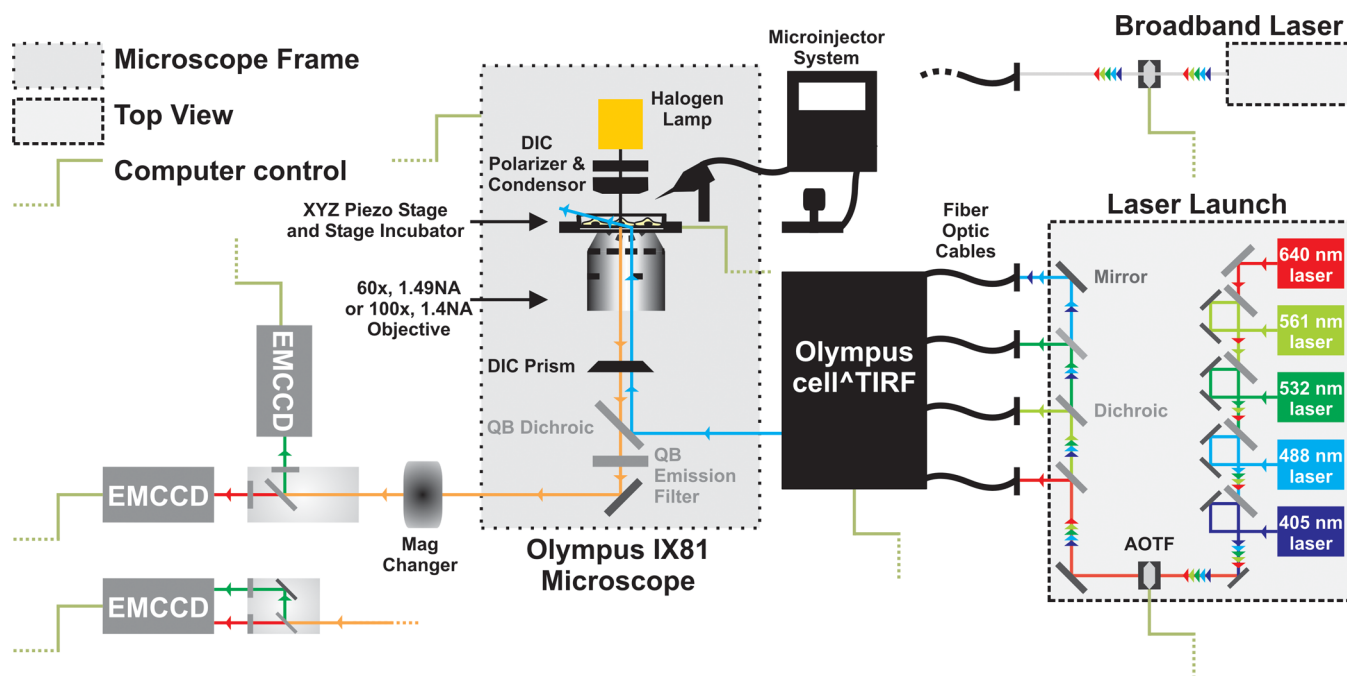 Microscope Frame
Top View
Computer control
Halogen
Lamp
DIC
Polarizer &
Condensor
XYZ Piezo Stage
and Stage Incubator
60x, 1.49NA
or 100x, 1.4NA
Objective
DIC Prism
QB Dichroic
QB
Emission
Filter
Olympus IX81
Microscope
Mag
Changer
EMCCD
EMCCD
EMCCD
Microinjector
System
Olympus
cell^TIRF
Fiber
Optic
Cables
Broadband Laser
Laser Launch
Mirror
Dichroic
AOTF
640 nm
laser
561 nm
laser
532 nm
laser
488 nm
laser
405 nm
laser